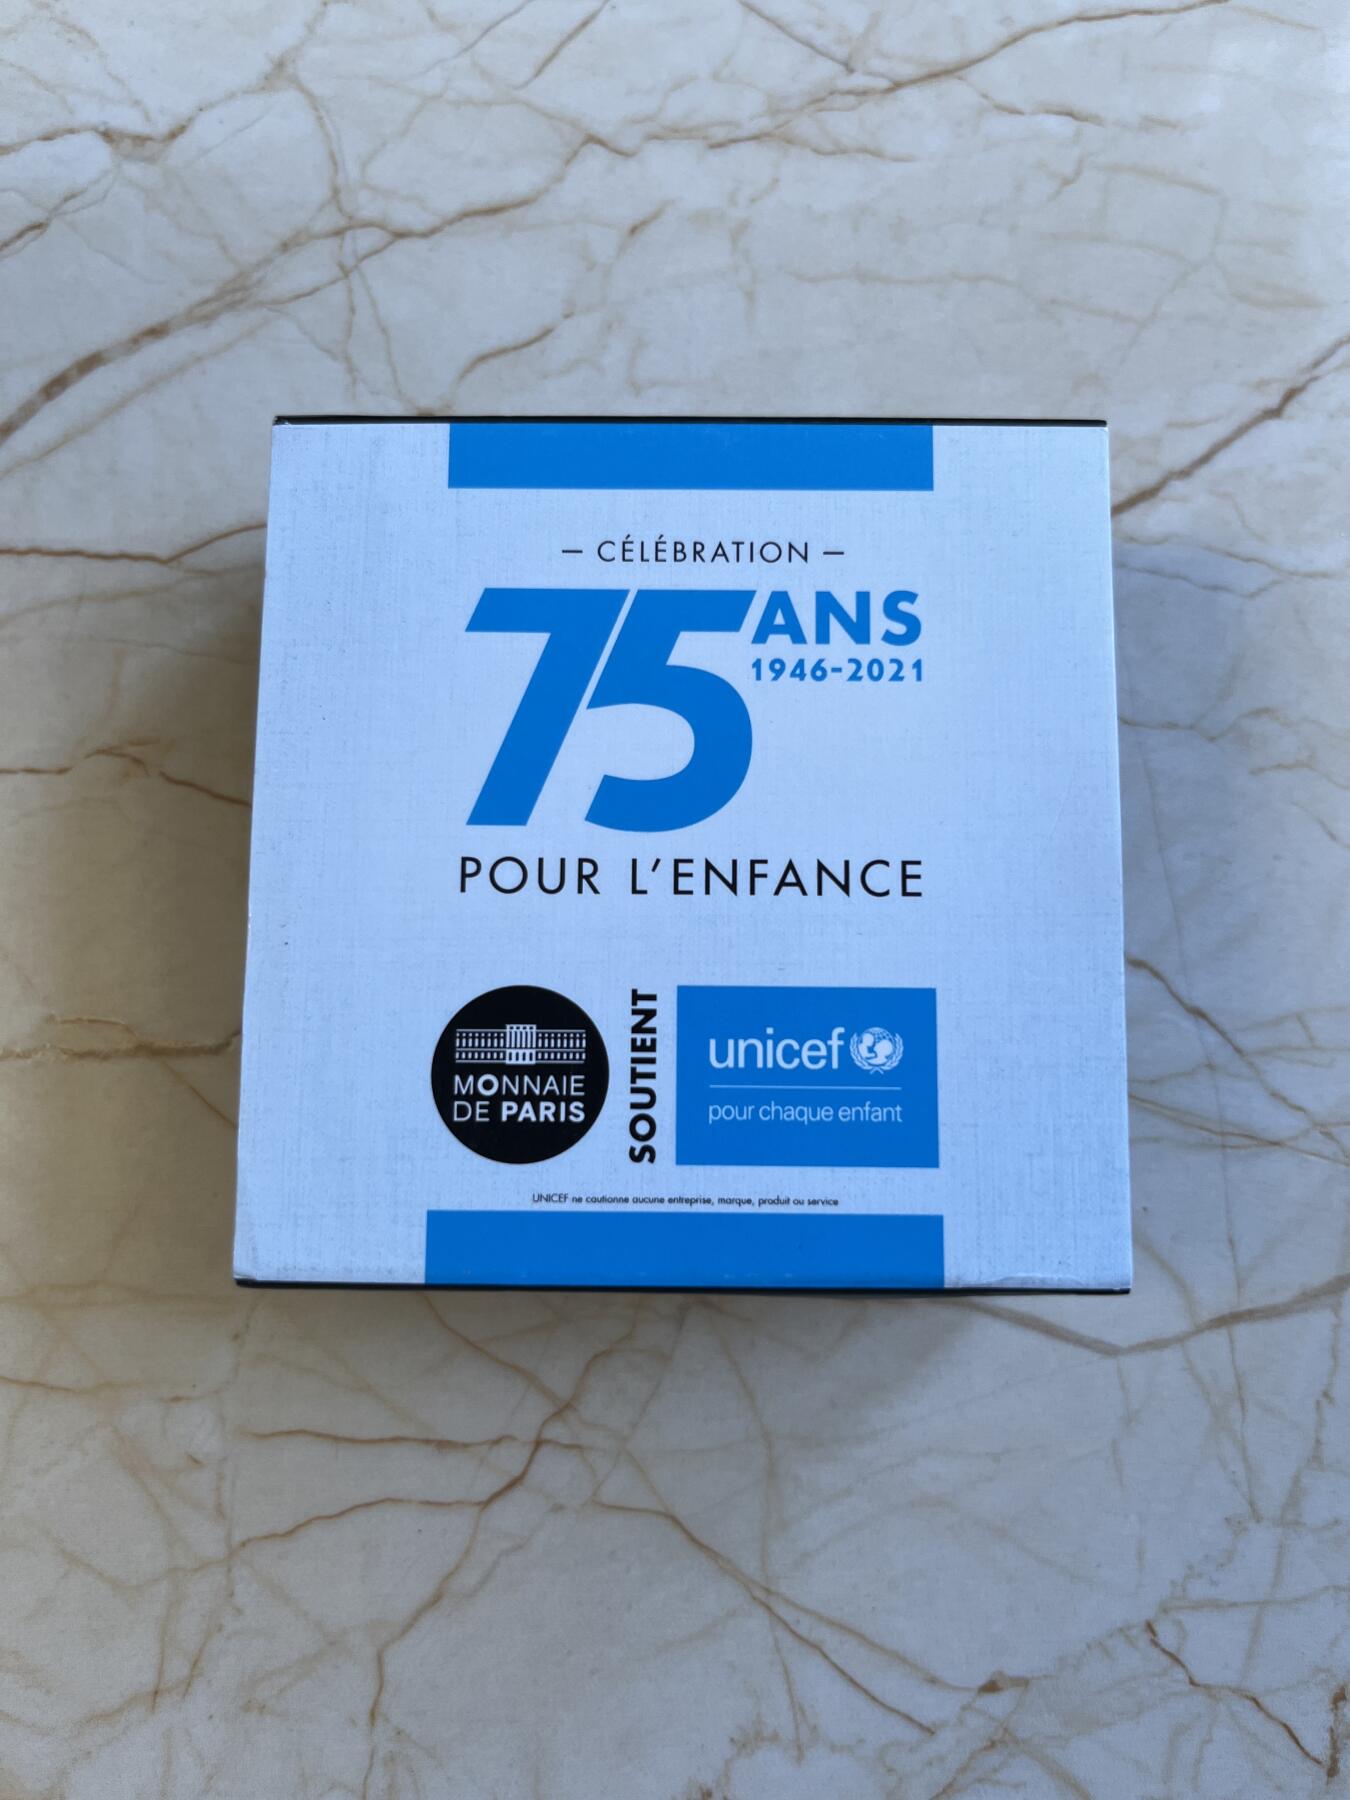 – CÉLÉBRATION –
75 ANS
1946-2021
POUR L'ENFANCE
MONNAIE
DE PARIS
SOUTIENT
unicef
pour chaque enfant
UNICEF ne cautionne aucune entreprise, marque, produit ou service